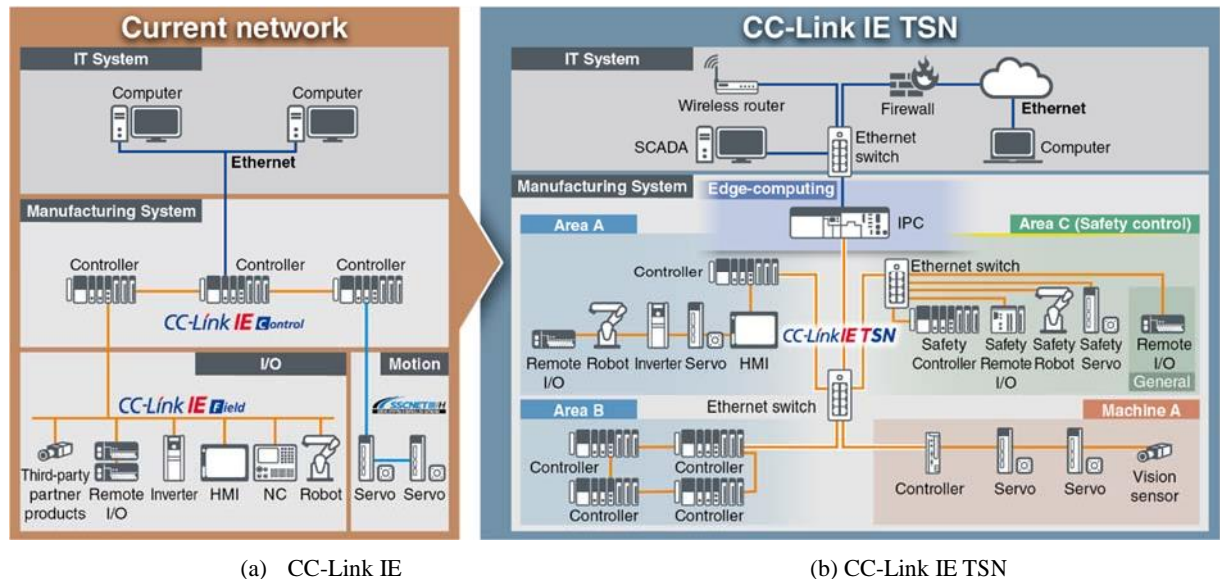 Current network
IT System
Computer
Computer
Ethernet
Manufacturing System
Controller
Controller
Controller
CC-Link IE Control
I/O
Motion
CC-Link IE Field
SSCNET III/H
Third-party
partner
products
Remote
I/O
Inverter
HMI
NC
Robot
Servo
Servo
CC-Link IE TSN
IT System
Wireless router
Firewall
Ethernet
SCADA
Ethernet
switch
Computer
Manufacturing System
Edge-computing
IPC
Area A
Area C (Safety control)
Controller
Ethernet switch
Remote
I/O
Robot
Inverter
Servo
HMI
CC-Link IE TSN
Safety
Controller
Safety
Remote
I/O
Safety
Robot
Safety
Servo
Remote
I/O
General
Ethernet switch
Area B
Machine A
Controller
Controller
Controller
Controller
Controller
Servo
Servo
Vision
sensor
(a) CC-Link IE
(b) CC-Link IE TSN